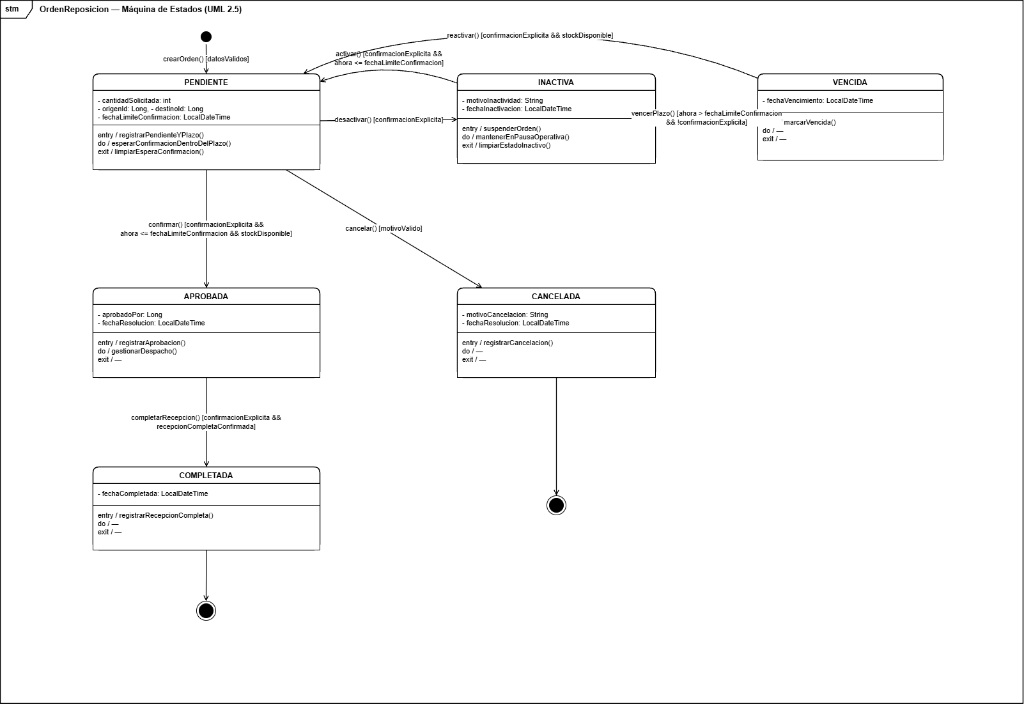 stm
OrdenReposicion — Máquina de Estados (UML 2.5)
crearOrden() [datosValidos]
reactivar() [confirmacionExplicita && stockDisponible]
activar() [confirmacionExplicita &&
ahora <= fechaLimiteConfirmacion]
PENDIENTE
- cantidadSolicitada: int
- origenId: Long, - destinoId: Long
- fechaLimiteConfirmacion: LocalDateTime
entry / registrarPendienteYPlazo()
do / esperarConfirmacionDentroDelPlazo()
exit / limpiarEsperaConfirmacion()
desactivar() [confirmacionExplicita]
INACTIVA
- motivoInactividad: String
- fechaInactivacion: LocalDateTime
entry / suspenderOrden()
do / mantenerEnPausaOperativa()
exit / limpiarEstadoInactivo()
vencerPlazo() [ahora > fechaLimiteConfirmacion
&& !confirmacionExplicita]
VENCIDA
- fechaVencimiento: LocalDateTime
marcarVencida()
do / —
exit / —
confirmar() [confirmacionExplicita &&
ahora <= fechaLimiteConfirmacion && stockDisponible]
cancelar() [motivoValido]
APROBADA
- aprobadoPor: Long
- fechaResolucion: LocalDateTime
entry / registrarAprobacion()
do / gestionarDespacho()
exit / —
CANCELADA
- motivoCancelacion: String
- fechaResolucion: LocalDateTime
entry / registrarCancelacion()
do / —
exit / —
completarRecepcion() [confirmacionExplicita &&
recepcionCompletaConfirmada]
COMPLETADA
- fechaCompletada: LocalDateTime
entry / registrarRecepcionCompleta()
do / —
exit / —